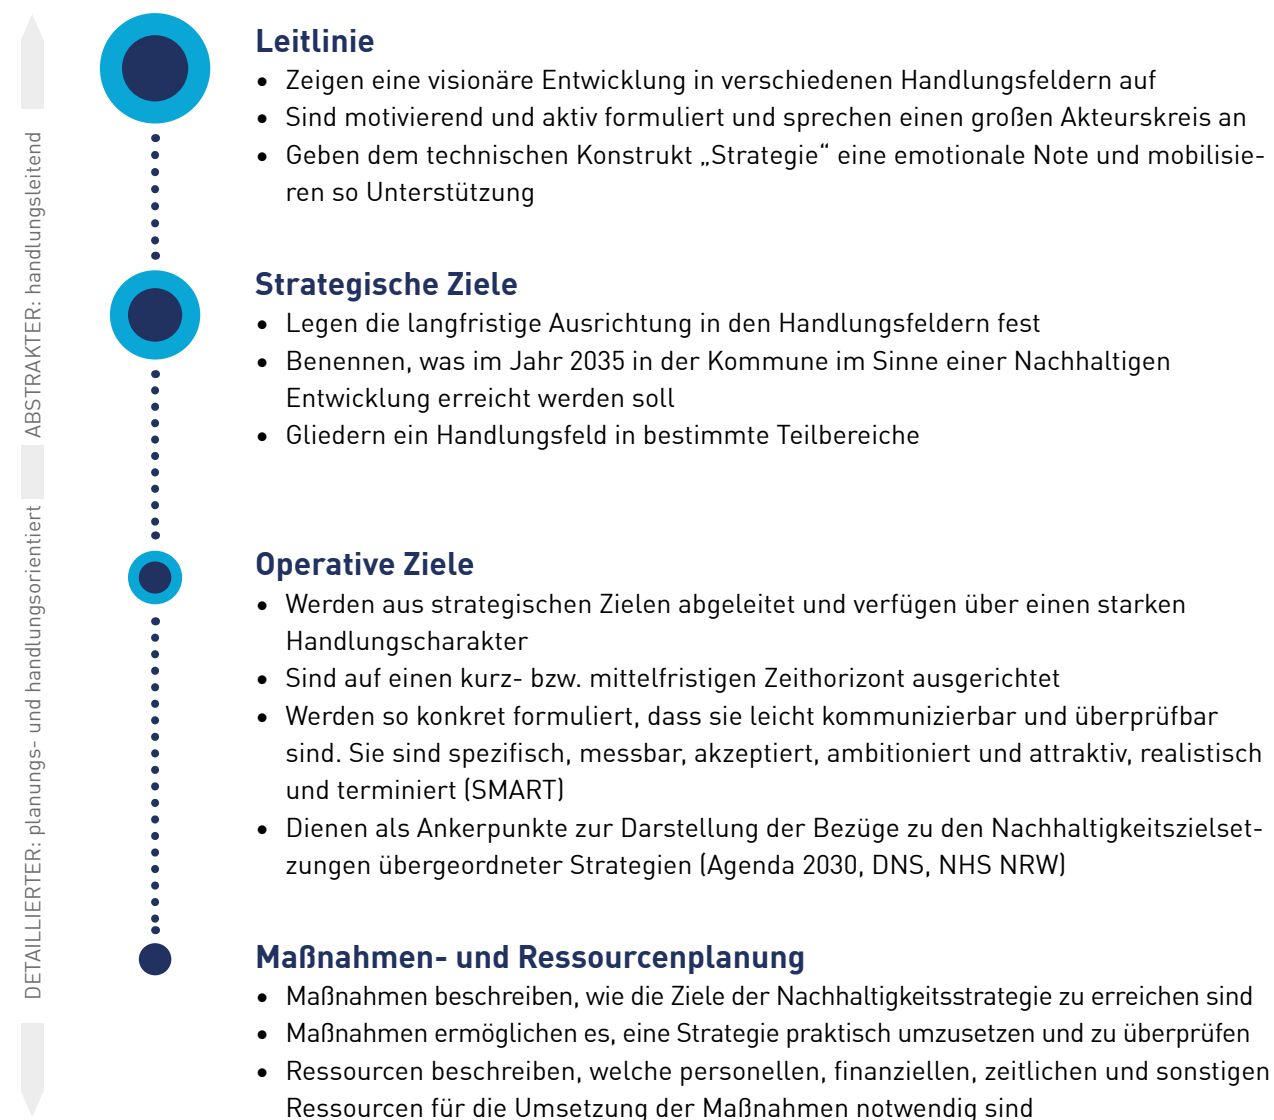 Leitlinie
• Zeigen eine visionäre Entwicklung in verschiedenen Handlungsfeldern auf
• Sind motivierend und aktiv formuliert und sprechen einen großen Akteurskreis an
• Geben dem technischen Konstrukt „Strategie“ eine emotionale Note und mobilisie-
ren so Unterstützung
Strategische Ziele
• Legen die langfristige Ausrichtung in den Handlungsfeldern fest
• Benennen, was im Jahr 2035 in der Kommune im Sinne einer Nachhaltigen
Entwicklung erreicht werden soll
• Gliedern ein Handlungsfeld in bestimmte Teilbereiche
Operative Ziele
• Werden aus strategischen Zielen abgeleitet und verfügen über einen starken
Handlungscharakter
• Sind auf einen kurz- bzw. mittelfristigen Zeithorizont ausgerichtet
• Werden so konkret formuliert, dass sie leicht kommunizierbar und überprüfbar
sind. Sie sind spezifisch, messbar, akzeptiert, ambitioniert und attraktiv, realistisch
und terminiert (SMART)
• Dienen als Ankerpunkte zur Darstellung der Bezüge zu den Nachhaltigkeitszielset-
zungen übergeordneter Strategien (Agenda 2030, DNS, NHS NRW)
Maßnahmen- und Ressourcenplanung
• Maßnahmen beschreiben, wie die Ziele der Nachhaltigkeitsstrategie zu erreichen sind
• Maßnahmen ermöglichen es, eine Strategie praktisch umzusetzen und zu überprüfen
• Ressourcen beschreiben, welche personellen, finanziellen, zeitlichen und sonstigen
Ressourcen für die Umsetzung der Maßnahmen notwendig sind
ABSTRAKTER: handlungsleitend
DETAILLIERTER: planungs- und handlungsorientiert